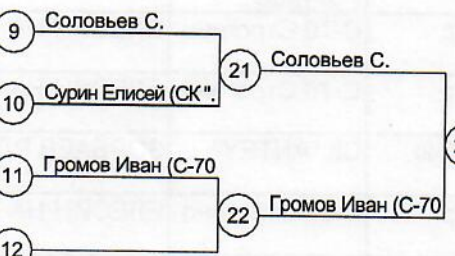 9 Соловьев С.
21 Соловьев С.
10 Сурин Елисей (СК ".
11 Громов Иван (С-70
22 Громов Иван (С-70
12